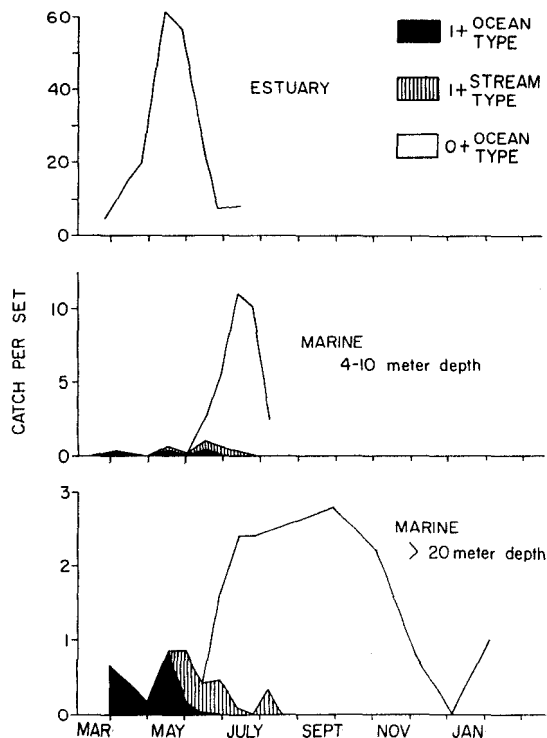 60
40
20
0
ESTUARY
1+ OCEAN
TYPE
1+ STREAM
TYPE
0+ OCEAN
TYPE
CATCH PER SET
10
5
0
MARINE
4-10 meter depth
3
2
1
0
MARINE
> 20 meter depth
MAR MAY JULY SEPT NOV JAN